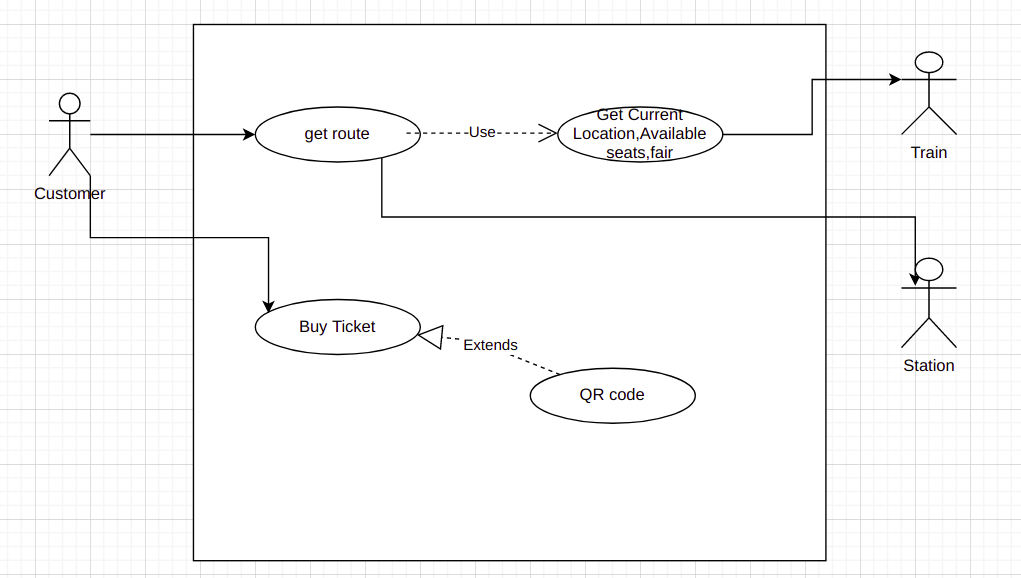 Get Current
get route
Use
Location,Available
seats,fair
Train
Customer
Buy Ticket
Extends
Station
QR code